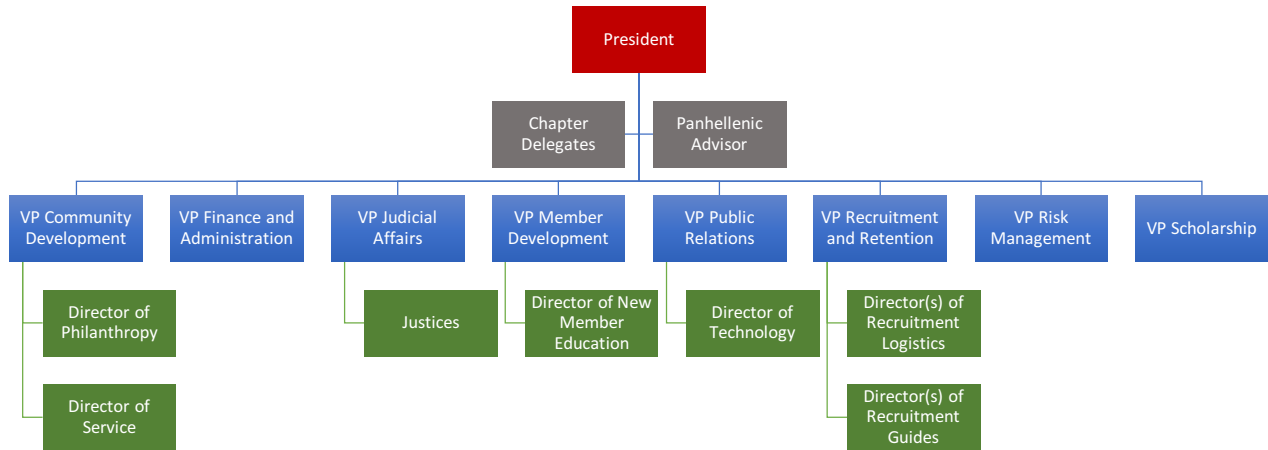 President
Chapter
Delegates
Panhellenic
Advisor
VP Community
Development
VP Finance and
Administration
VP Judicial
Affairs
VP Member
Development
VP Public
Relations
VP Recruitment
and Retention
VP Risk
Management
VP Scholarship
Director of
Philanthropy
Justices
Director of New
Member
Education
Director of
Technology
Director(s) of
Recruitment
Logistics
Director of
Service
Director(s) of
Recruitment
Guides